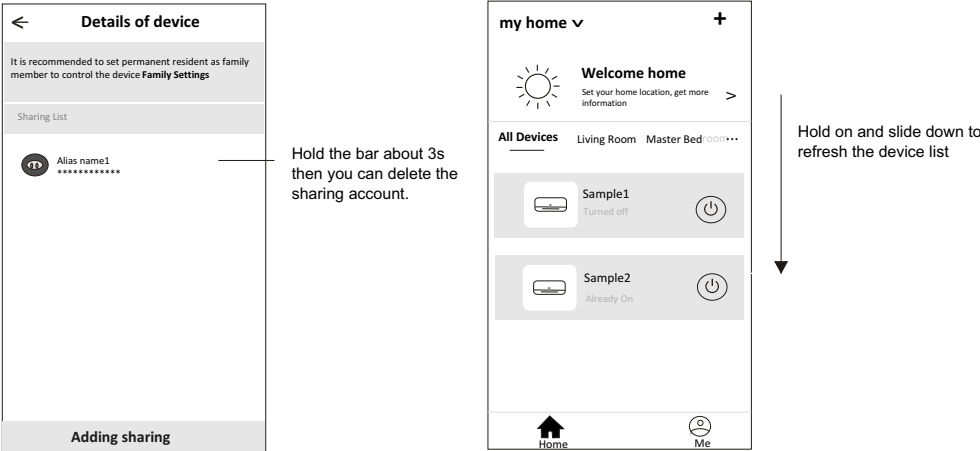 Details of device
It is recommended to set permanent resident as family
member to control the device Family Settings
Sharing List
Alias name1
************
Adding sharing
Hold the bar about 3s
then you can delete the
sharing account.
my home
+
Welcome home
Set your home location, get more
information
>
All Devices Living Room Master Bedroom...
Sample1
Turned off
Sample2
Already On
Home
Me
Hold on and slide down to
refresh the device list